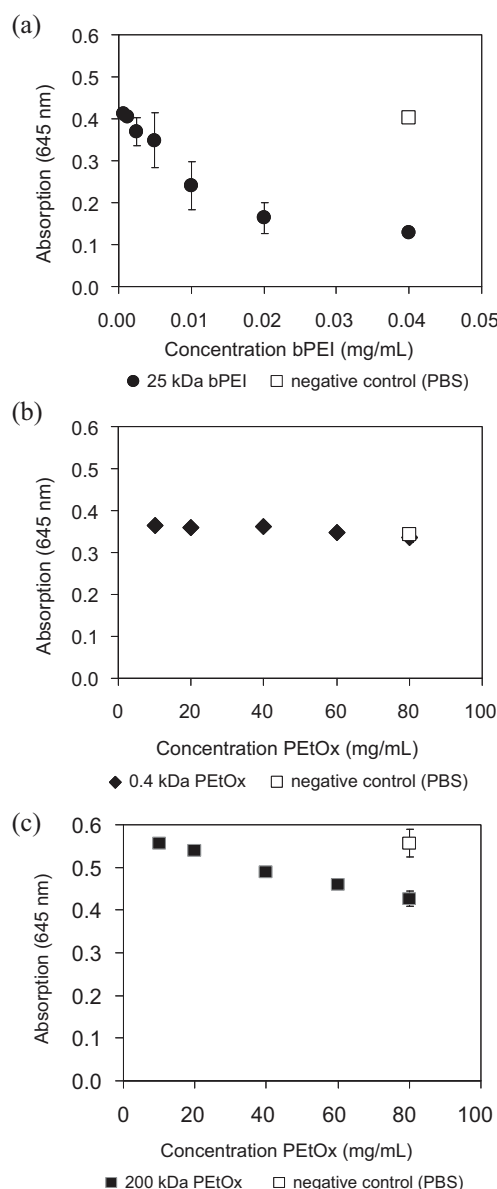 (a)
0.6
0.5
0.4
0.3
0.2
0.1
0.0
Absorption (645 nm)
0.00 0.01 0.02 0.03 0.04 0.05
Concentration bPEI (mg/mL)
25 kDa bPEI negative control (PBS)
(b)
0.6
0.5
0.4
0.3
0.2
0.1
0.0
Absorption (645 nm)
0 20 40 60 80 100
Concentration PEtOx (mg/mL)
0.4 kDa PEtOx negative control (PBS)
(c)
0.6
0.5
0.4
0.3
0.2
0.1
0.0
Absorption (645 nm)
0 20 40 60 80 100
Concentration PEtOx (mg/mL)
200 kDa PEtOx negative control (PBS)